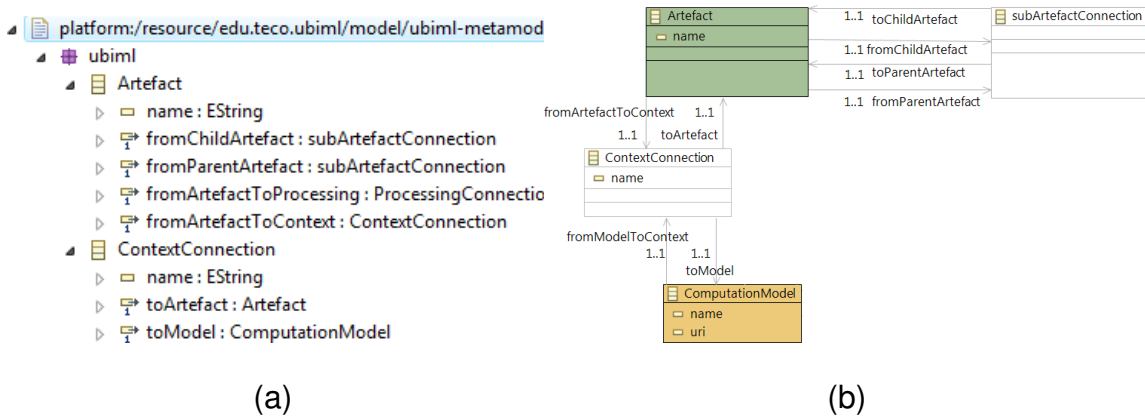 platform:/resource/edu.teco.ubiml/model/ubiml-metamod
ubiml
Artefact
name : EString
fromChildArtefact : subArtefactConnection
fromParentArtefact : subArtefactConnection
fromArtefactToProcessing : ProcessingConnectio
fromArtefactToContext : ContextConnection
ContextConnection
name : EString
toArtefact : Artefact
toModel : ComputationModel
(a)
Artefact
name
1..1 toChildArtefact
subArtefactConnection
1..1 fromChildArtefact
1..1 toParentArtefact
1..1 fromParentArtefact
fromArtefactToContext 1..1
1..1 toArtefact
ContextConnection
name
fromModelToContext
1..1 1..1
toModel
ComputationModel
name
uri
(b)